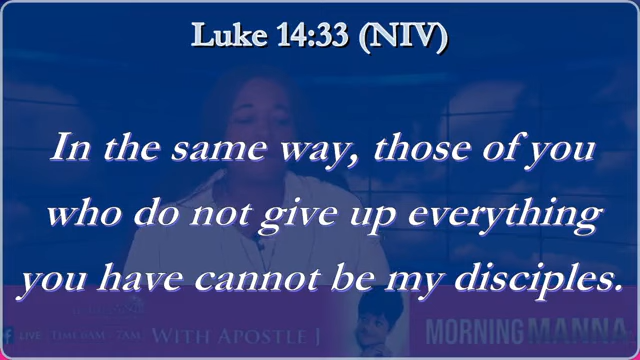 Luke 14:33 (NIV)
In the same way, those of you
who do not give up everything
you have cannot be my disciples.
LIVE
WITH APOSTLE J
MORNING MANNA